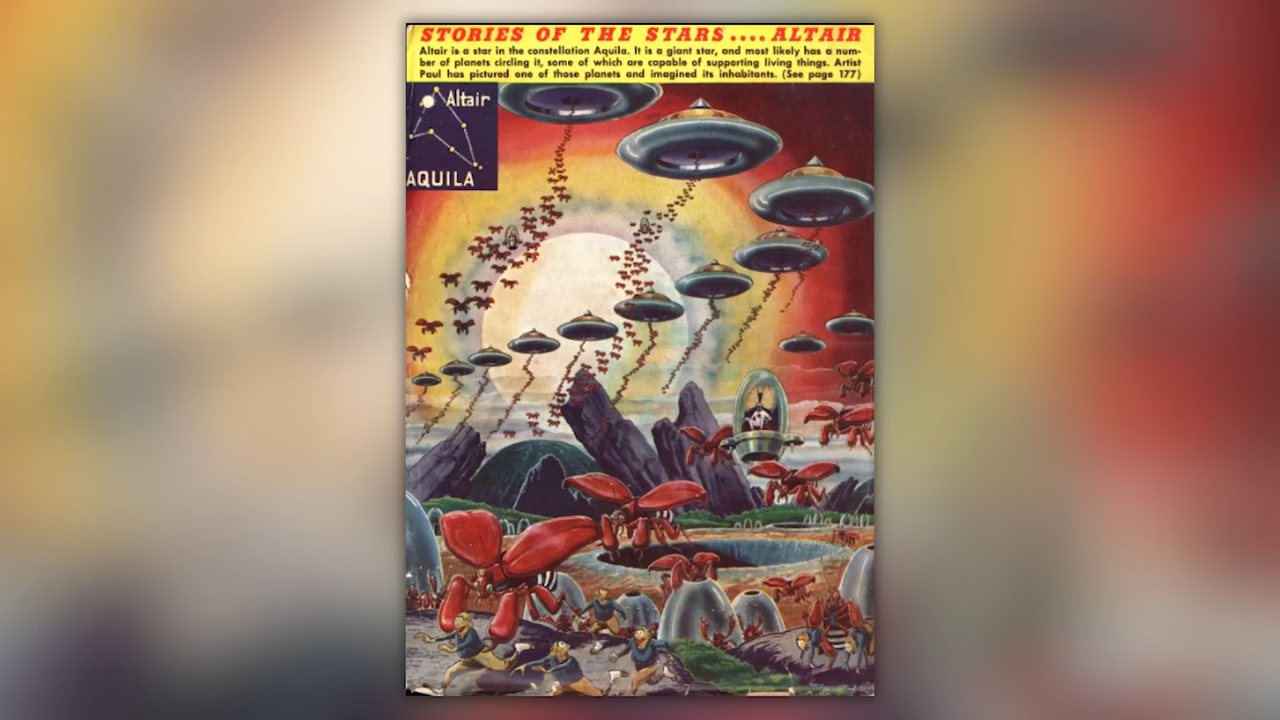 STORIES OF THE STARS....ALTAIR
Altair is a star in the constellation Aquila. It is a giant star, and most likely has a num-
ber of planets circling it, some of which are capable of supporting living things. Artist
Paul has pictured one of those planets and imagined its inhabitants. (See page 177)
Altair
AQUILA